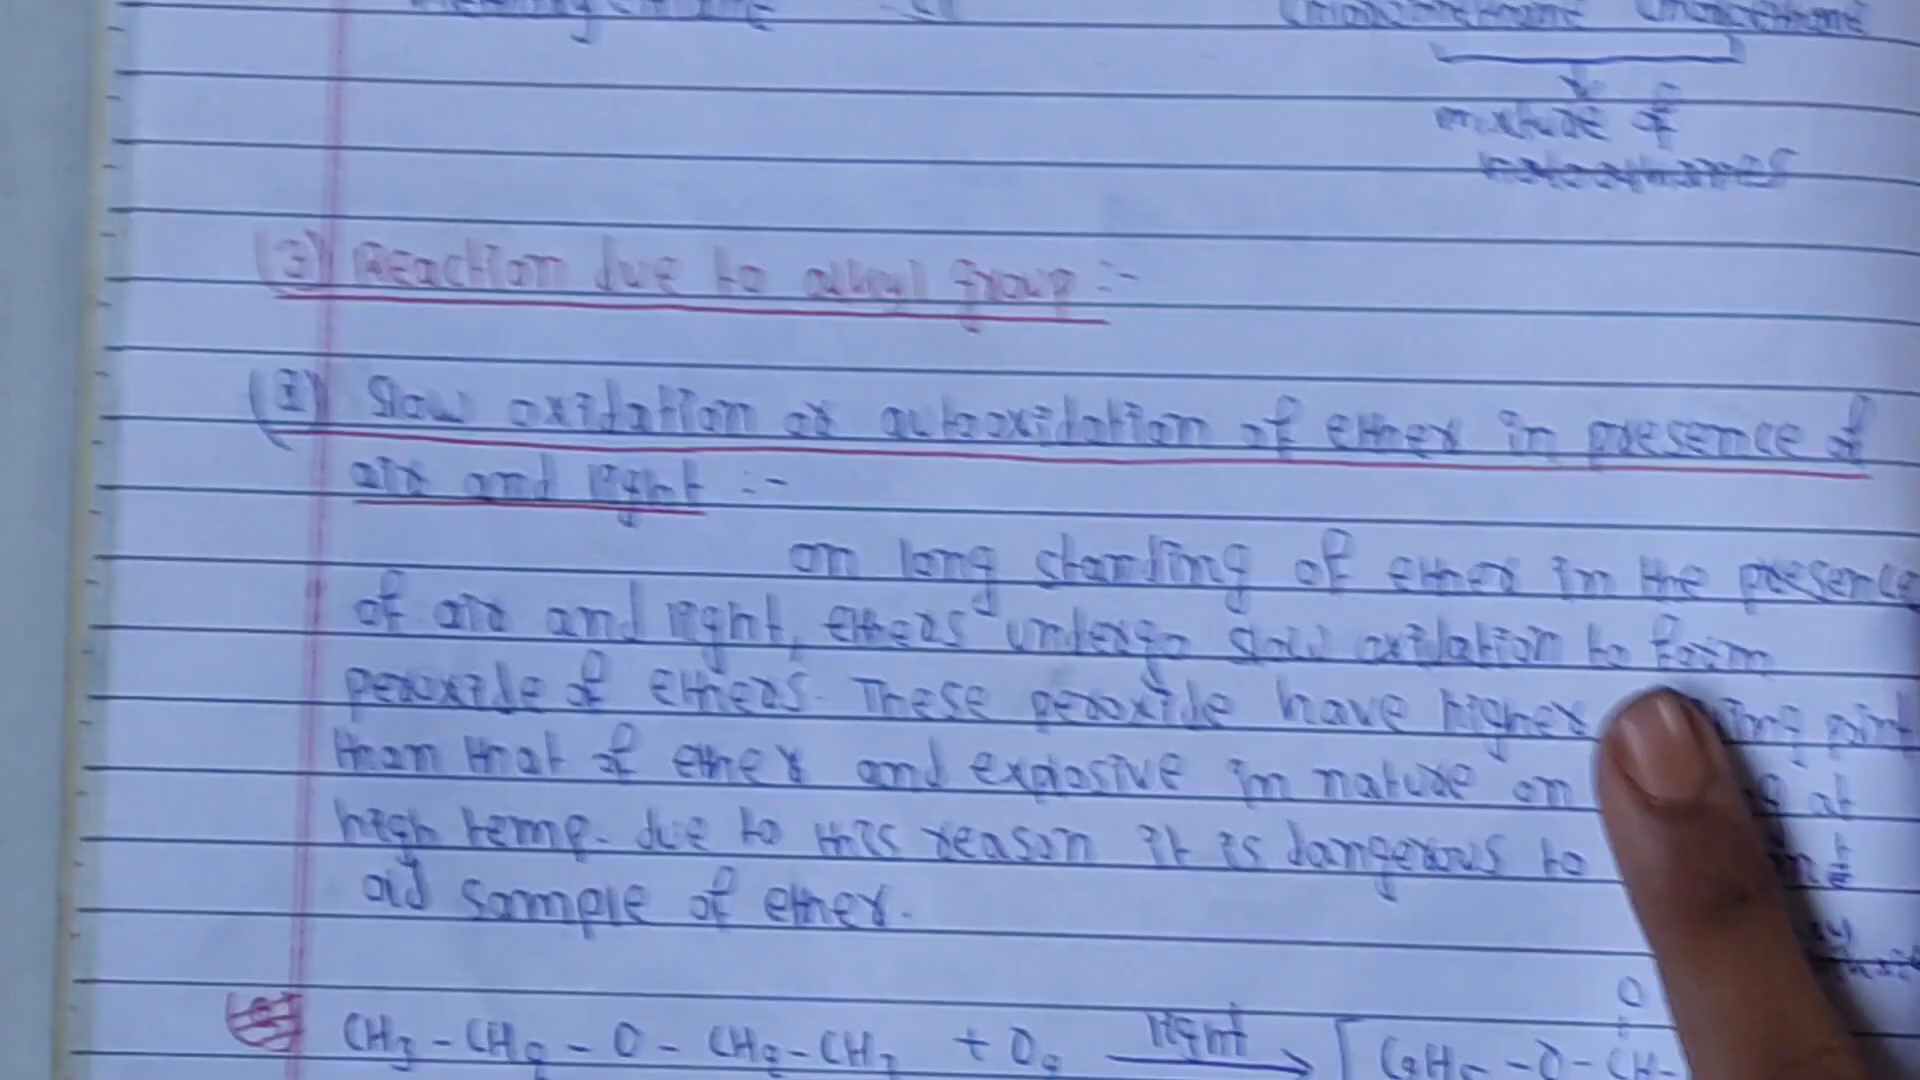 mixture of
(3) Reaction due to alkyl group :-
(I) Slow oxidation or autooxidation of ether in presence of
air and light :-
on long standing of ether in the presence
of air and light, ethers undergo slow oxidation to form
peroxide of ethers. These peroxide have higher
than that of ether and explosive in nature on at
high temp. due to this reason it is dangerous to
old sample of ether.
CH3 - CH2 - O - CH2 - CH3 + O2 light